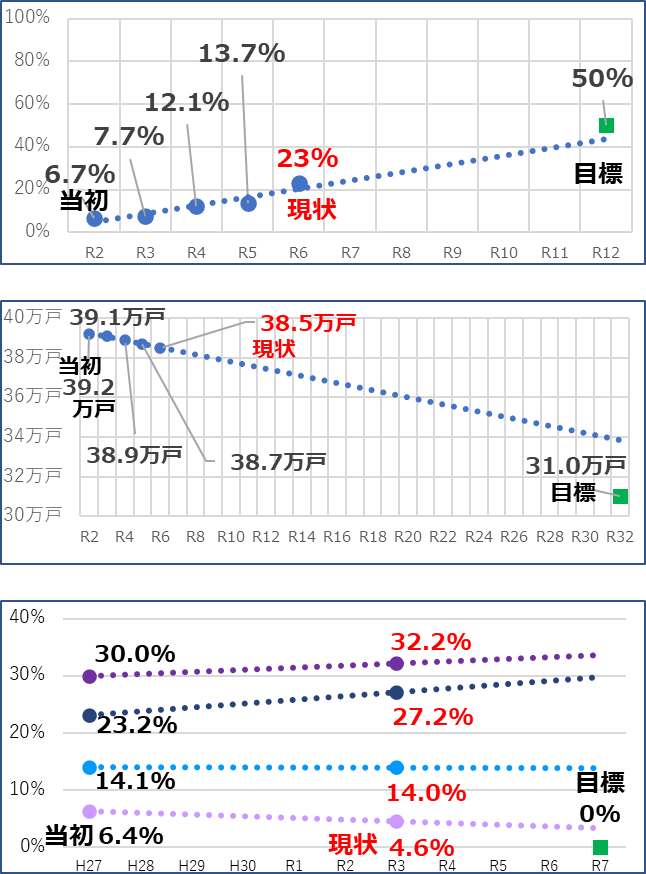 100%
80%
60%
40%
20%
0%
13.7%
12.1%
7.7%
6.7%
当初
23%
現状
50%
目標
R2 R3 R4 R5 R6 R7 R8 R9 R10 R11 R12
40万戸
38万戸
36万戸
34万戸
32万戸
30万戸
39.1万戸
当初
39.2
万戸
38.5万戸
現状
38.9万戸
38.7万戸
31.0万戸
目標
R2 R4 R6 R8 R10 R12 R14 R16 R18 R20 R22 R24 R26 R28 R30 R32
40%
30%
20%
10%
0%
30.0%
32.2%
23.2%
27.2%
14.1%
14.0%
目標
0%
当初 6.4%
現状 4.6%
H27 H28 H29 H30 R1 R2 R3 R4 R5 R6 R7